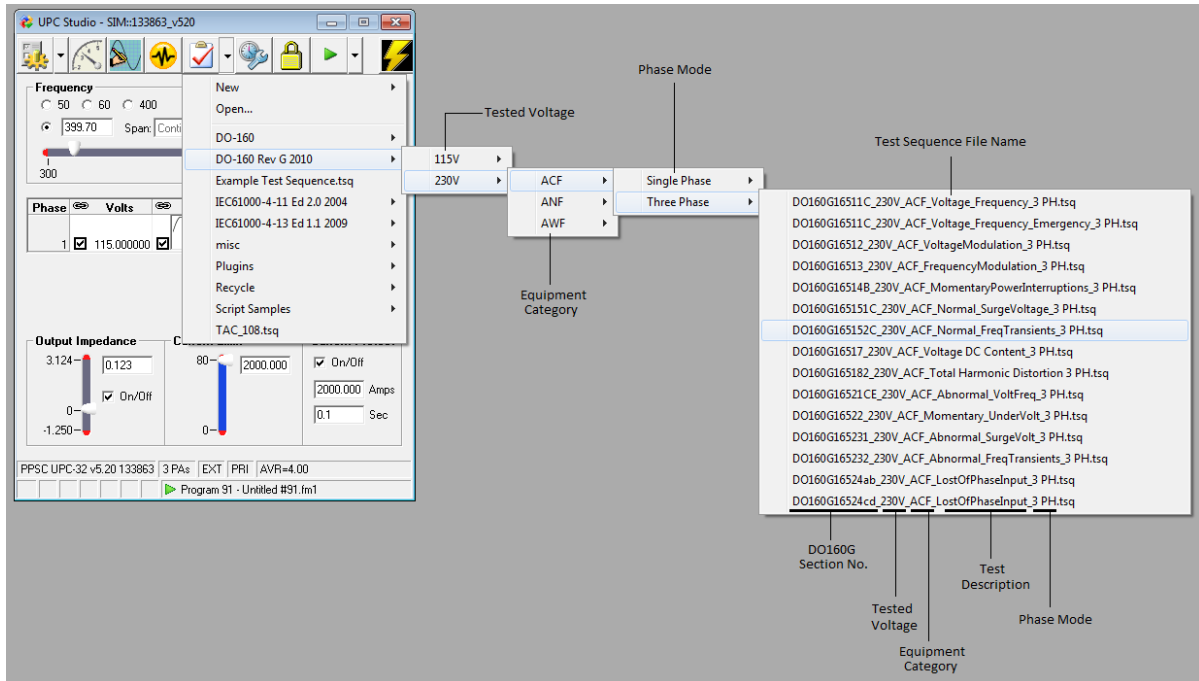 UPC Studio - SIM::133863_v520
Frequency
50 60 400
399.70 Span: Conti
300
Phase Volts
1 115.000000
Output Impedance
3.124
0.123
On/Off
0
-1.250
80
2000.000
0
On/Off
2000.000 Amps
0.1 Sec
PPSC UPC-32 v5.20 133863 3 PAs EXT PRI AVR=4.00
Program 91 - Untitled #91.fm1
New
Open...
DO-160
DO-160 Rev G 2010
Example Test Sequence.tsq
IEC61000-4-11 Ed 2.0 2004
IEC61000-4-13 Ed 1.1 2009
misc
Plugins
Recycle
Script Samples
TAC_108.tsq
Tested Voltage
115V
230V
ACF
ANF
AWF
Equipment
Category
Phase Mode
Single Phase
Three Phase
Test Sequence File Name
DO160G16511C_230V_ACF_Voltage_Frequency_3 PH.tsq
DO160G16511C_230V_ACF_Voltage_Frequency_Emergency_3 PH.tsq
DO160G16512_230V_ACF_VoltageModulation_3 PH.tsq
DO160G16513_230V_ACF_FrequencyModulation_3 PH.tsq
DO160G16514B_230V_ACF_MomentaryPowerInterruptions_3 PH.tsq
DO160G165151C_230V_ACF_Normal_SurgeVoltage_3 PH.tsq
DO160G165152C_230V_ACF_Normal_FreqTransients_3 PH.tsq
DO160G16517_230V_ACF_Voltage DC Content_3 PH.tsq
DO160G165182_230V_ACF_Total Harmonic Distortion 3 PH.tsq
DO160G16521CE_230V_ACF_Abnormal_VoltFreq_3 PH.tsq
DO160G16522_230V_ACF_Momentary_UnderVolt_3 PH.tsq
DO160G165231_230V_ACF_Abnormal_SurgeVolt_3 PH.tsq
DO160G165232_230V_ACF_Abnormal_FreqTransients_3 PH.tsq
DO160G16524ab_230V_ACF_LostOfPhaseInput_3 PH.tsq
DO160G16524cd_230V_ACF_LostOfPhaseInput_3 PH.tsq
DO160G
Section No.
Tested
Voltage
Equipment
Category
Test
Description
Phase Mode